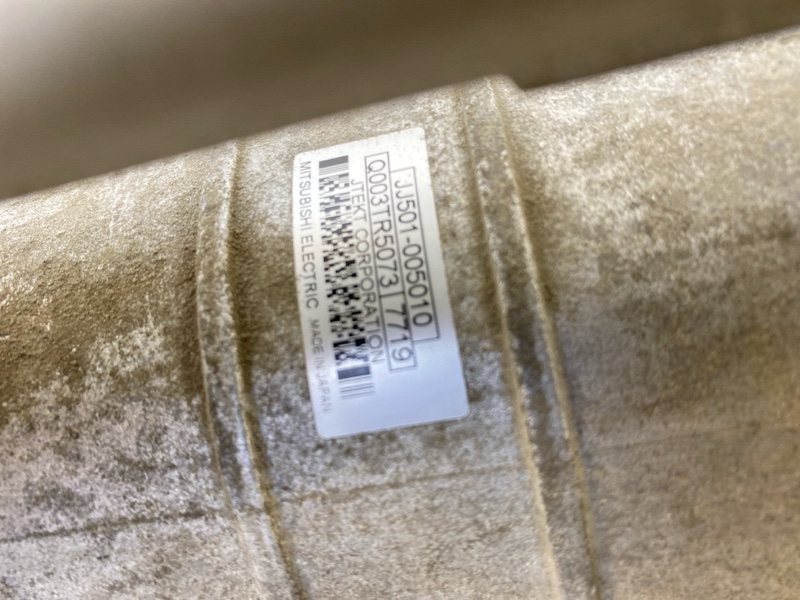 JJ501-005010
Q003TR5073 7719
JTEKT CORPORATION
MITSUBISHI ELECTRIC MADE IN JAPAN